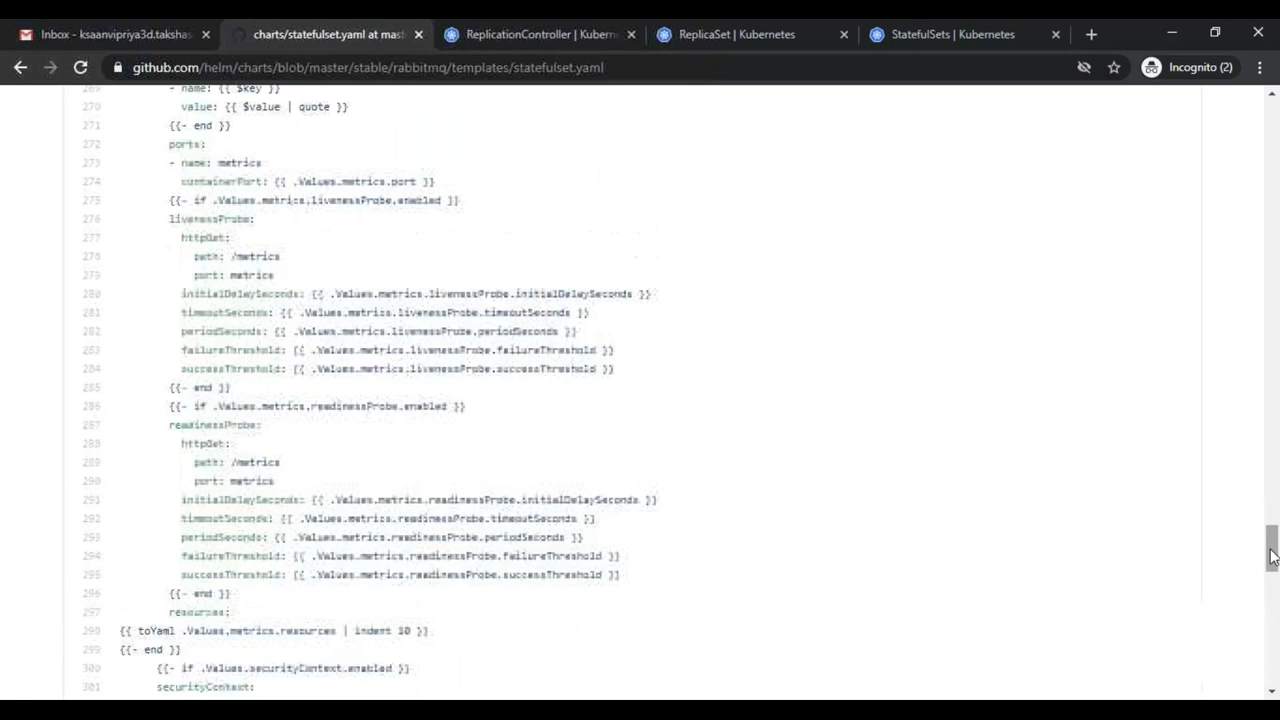 Inbox - ksaanvipriya3d.takshas
charts/statefulset.yaml at mast
ReplicationController | Kubern
ReplicaSet | Kubernetes
StatefulSets | Kubernetes
github.com/helm/charts/blob/master/stable/rabbitmq/templates/statefulset.yaml
Incognito (2)
269 - name: {{ $key }}
270 value: {{ $value | quote }}
271 {{- end }}
272 ports:
273 - name: metrics
274 containerPort: {{ .Values.metrics.port }}
275 {{- if .Values.metrics.livenessProbe.enabled }}
276 livenessProbe:
277 httpGet:
278 path: /metrics
279 port: metrics
280 initialDelaySeconds: {{ .Values.metrics.livenessProbe.initialDelaySeconds }}
281 timeoutSeconds: {{ .Values.metrics.livenessProbe.timeoutSeconds }}
282 periodSeconds: {{ .Values.metrics.livenessProbe.periodSeconds }}
283 failureThreshold: {{ .Values.metrics.livenessProbe.failureThreshold }}
284 successThreshold: {{ .Values.metrics.livenessProbe.successThreshold }}
285 {{- end }}
286 {{- if .Values.metrics.readinessProbe.enabled }}
287 readinessProbe:
288 httpGet:
289 path: /metrics
290 port: metrics
291 initialDelaySeconds: {{ .Values.metrics.readinessProbe.initialDelaySeconds }}
292 timeoutSeconds: {{ .Values.metrics.readinessProbe.timeoutSeconds }}
293 periodSeconds: {{ .Values.metrics.readinessProbe.periodSeconds }}
294 failureThreshold: {{ .Values.metrics.readinessProbe.failureThreshold }}
295 successThreshold: {{ .Values.metrics.readinessProbe.successThreshold }}
296 {{- end }}
297 resources:
298 {{ toYaml .Values.metrics.resources | indent 10 }}
299 {{- end }}
300 {{- if .Values.securityContext.enabled }}
301 securityContext: